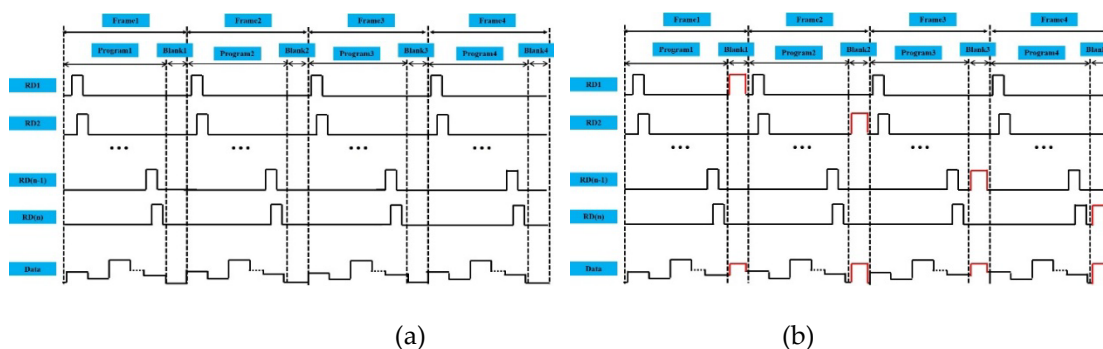 Frame1 Frame2 Frame3 Frame4
Program1 Blank1 Program2 Blank2 Program3 Blank3 Program4 Blank4
RD1
RD2
... ... ... ...
RD(n-1)
RD(n)
Data
(a)
Frame1 Frame2 Frame3 Frame4
Program1 Blank1 Program2 Blank2 Program3 Blank3 Program4
RD1
RD2
... ... ... ...
RD(n-1)
RD(n)
Data
(b)